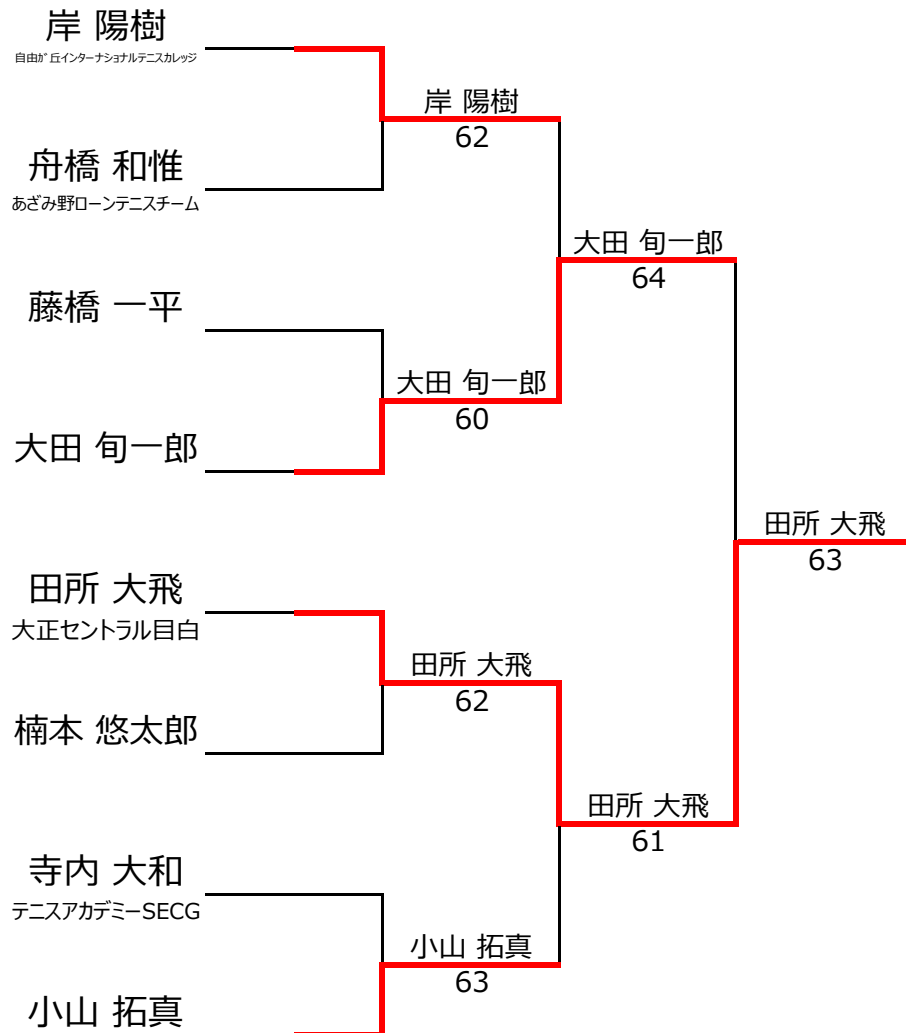 岸 陽樹
自由が丘インターナショナルテニスカレッジ
岸 陽樹
62
舟橋 和惟
あざみ野ローンテニスチーム
大田 旬一郎
64
藤橋 一平
大田 旬一郎
60
大田 旬一郎
田所 大飛
63
田所 大飛
大正セントラル目白
田所 大飛
62
楠本 悠太郎
田所 大飛
61
寺内 大和
テニスアカデミーSECG
小山 拓真
63
小山 拓真